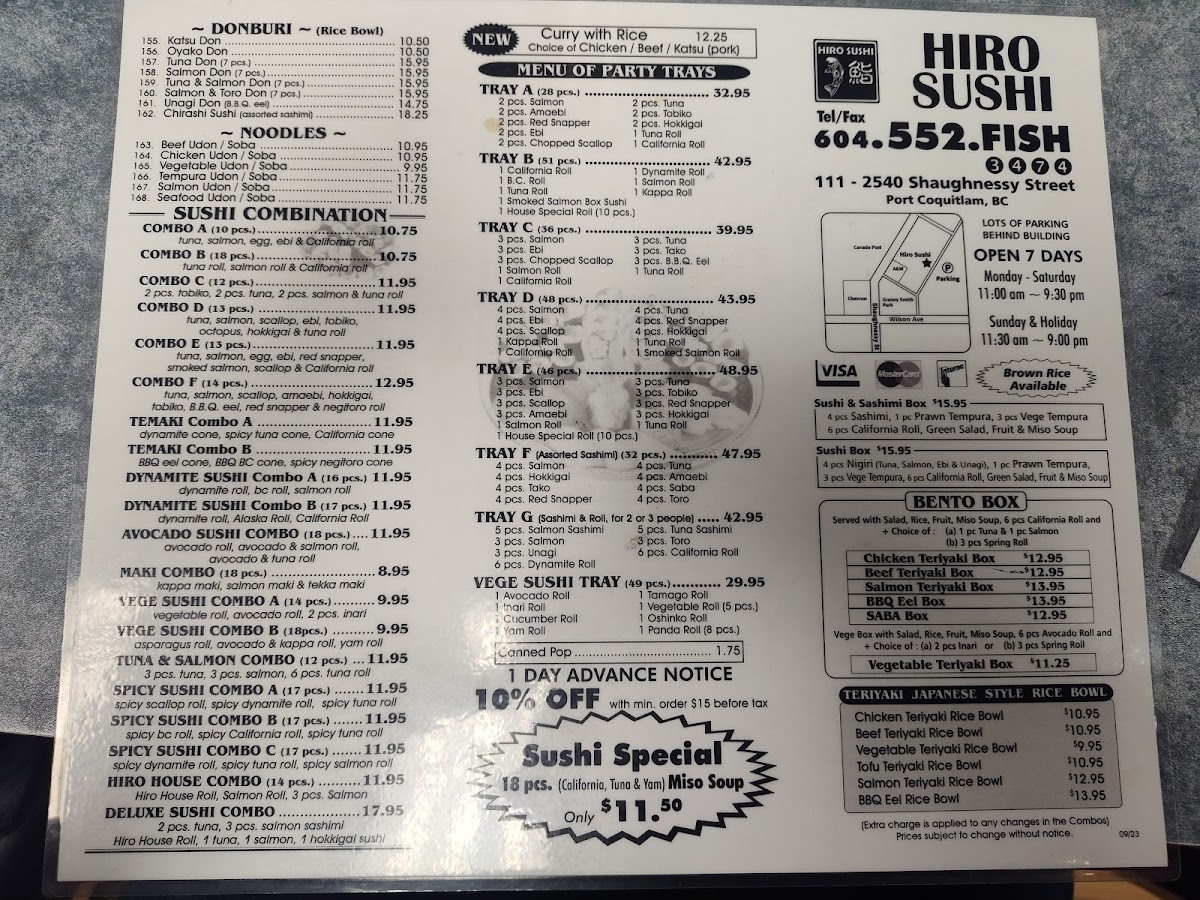 ~ DONBURI ~ (Rice Bowl)
155. Katsu Don 10.50
156. Oyako Don 10.50
157. Tuna Don (7 pcs.) 15.95
158. Salmon Don (7 pcs.) 15.95
159. Tuna & Salmon Don (7 pcs.) 15.95
160. Salmon & Toro Don (7 pcs.) 15.95
161. Unagi Don (B.B.Q. eel) 14.75
162. Chirashi Sushi (assorted sashimi) 18.25
~ NOODLES ~
163. Beef Udon / Soba 10.95
164. Chicken Udon / Soba 10.95
165. Vegetable Udon / Soba 9.95
166. Tempura Udon / Soba 11.75
167. Salmon Udon / Soba 11.75
168. Seafood Udon / Soba 11.75
SUSHI COMBINATION
COMBO A (10 pcs.) 10.75
tuna, salmon, egg, ebi & California roll
COMBO B (18 pcs.) 10.75
tuna roll, salmon roll & California roll
COMBO C (12 pcs.) 11.95
2 pcs. tobiko, 2 pcs. tuna, 2 pcs. salmon & tuna roll
COMBO D (13 pcs.) 11.95
tuna, salmon, scallop, ebi, tobiko,
octopus, hokkigai & tuna roll
COMBO E (13 pcs.) 11.95
tuna, salmon, egg, ebi, red snapper,
smoked salmon, scallop & California roll
COMBO F (14 pcs.) 12.95
tuna, salmon, scallop, amaebi, hokkigai,
tobiko, B.B.Q. eel, red snapper & negitoro roll
TEMAKI Combo A 11.95
dynamite cone, spicy tuna cone, California cone
TEMAKI Combo B 11.95
BBQ eel cone, BBQ BC cone, spicy negitoro cone
DYNAMITE SUSHI Combo A (16 pcs.) 11.95
dynamite roll, bc roll, salmon roll
DYNAMITE SUSHI Combo B (17 pcs.) 11.95
dynamite roll, Alaska Roll, California Roll
AVOCADO SUSHI COMBO (18 pcs.) 11.95
avocado roll, avocado & salmon roll,
avocado & tuna roll
MAKI COMBO (18 pcs.) 8.95
kappa maki, salmon maki & tekka maki
VEGE SUSHI COMBO A (14 pcs.) 9.95
vegetable roll, avocado roll, 2 pcs. inari
VEGE SUSHI COMBO B (18pcs.) 9.95
asparagus roll, avocado & kappa roll, yam roll
TUNA & SALMON COMBO (12 pcs.) 11.95
3 pcs. tuna, 3 pcs. salmon, 6 pcs. tuna roll
SPICY SUSHI COMBO A (17 pcs.) 11.95
spicy scallop roll, spicy dynamite roll, spicy tuna roll
SPICY SUSHI COMBO B (17 pcs.) 11.95
spicy bc roll, spicy California roll, spicy tuna roll
SPICY SUSHI COMBO C (17 pcs.) 11.95
spicy dynamite roll, spicy tuna roll, spicy salmon roll
HIRO HOUSE COMBO (14 pcs.) 11.95
Hiro House Roll, Salmon Roll, 3 pcs. Salmon
DELUXE SUSHI COMBO 17.95
2 pcs. tuna, 3 pcs. salmon sashimi
Hiro House Roll, 1 tuna, 1 salmon, 1 hokkigai sushi
NEW Curry with Rice 12.25
Choice of Chicken / Beef / Katsu (pork)
MENU OF PARTY TRAYS
TRAY A (28 pcs.) 32.95
2 pcs. Salmon 2 pcs. Tuna
2 pcs. Amaebi 2 pcs. Tobiko
2 pcs. Red Snapper 2 pcs. Hokkigai
2 pcs. Ebi 1 Tuna Roll
2 pcs. Chopped Scallop 1 California Roll
TRAY B (51 pcs.) 42.95
1 California Roll 1 Dynamite Roll
1 B.C. Roll 1 Salmon Roll
1 Tuna Roll 1 Kappa Roll
1 Smoked Salmon Box Sushi
1 House Special Roll (10 pcs.)
TRAY C (36 pcs.) 39.95
3 pcs. Salmon 3 pcs. Tuna
3 pcs. Ebi 3 pcs. Tako
3 pcs. Chopped Scallop 3 pcs. B.B.Q. Eel
1 Salmon Roll 1 Tuna Roll
1 California Roll
TRAY D (48 pcs.) 43.95
4 pcs. Salmon 4 pcs. Tuna
4 pcs. Ebi 4 pcs. Red Snapper
4 pcs. Scallop 4 pcs. Hokkigai
1 Kappa Roll 1 Tuna Roll
1 California Roll 1 Smoked Salmon Roll
TRAY E (46 pcs.) 48.95
3 pcs. Salmon 3 pcs. Tuna
3 pcs. Ebi 3 pcs. Tobiko
3 pcs. Scallop 3 pcs. Red Snapper
3 pcs. Amaebi 3 pcs. Hokkigai
1 Salmon Roll 1 Tuna Roll
1 House Special Roll (10 pcs.)
TRAY F (Assorted Sashimi) (32 pcs.) 47.95
4 pcs. Salmon 4 pcs. Tuna
4 pcs. Hokkigai 4 pcs. Amaebi
4 pcs. Tako 4 pcs. Saba
4 pcs. Red Snapper 4 pcs. Toro
TRAY G (Sashimi & Roll, for 2 or 3 people) 42.95
5 pcs. Salmon Sashimi 5 pcs. Tuna Sashimi
3 pcs. Salmon 3 pcs. Toro
3 pcs. Unagi 6 pcs. California Roll
6 pcs. Dynamite Roll
VEGE SUSHI TRAY (49 pcs.) 29.95
1 Avocado Roll 1 Tamago Roll
1 Inari Roll 1 Vegetable Roll (5 pcs.)
1 Cucumber Roll 1 Oshinko Roll
1 Yam Roll 1 Panda Roll (8 pcs.)
Canned Pop 1.75
1 DAY ADVANCE NOTICE
10% OFF with min. order $15 before tax
Sushi Special
18 pcs. (California, Tuna & Yam) Miso Soup
Only $11.50
HIRO SUSHI
鮨
HIRO
SUSHI
Tel/Fax
604.552.FISH
3 4 7 4
111 - 2540 Shaughnessy Street
Port Coquitlam, BC
Canada Post
Hiro Sushi
A&W
P
Parking
Chevron
Granny Smith
Park
Wilson Ave
Shaughnessy St
LOTS OF PARKING
BEHIND BUILDING
OPEN 7 DAYS
Monday - Saturday
11:00 am ~ 9:30 pm
Sunday & Holiday
11:30 am ~ 9:00 pm
VISA MasterCard Interac
Brown Rice
Available
Sushi & Sashimi Box $15.95
4 pcs Sashimi, 1 pc Prawn Tempura, 3 pcs Vege Tempura
6 pcs California Roll, Green Salad, Fruit & Miso Soup
Sushi Box $15.95
4 pcs Nigiri (Tuna, Salmon, Ebi & Unagi), 1 pc Prawn Tempura,
3 pcs Vege Tempura, 6 pcs California Roll, Green Salad, Fruit & Miso Soup
BENTO BOX
Served with Salad, Rice, Fruit, Miso Soup, 6 pcs California Roll and
+ Choice of : (a) 1 pc Tuna & 1 pc Salmon
(b) 3 pcs Spring Roll
Chicken Teriyaki Box $12.95
Beef Teriyaki Box $12.95
Salmon Teriyaki Box $13.95
BBQ Eel Box $13.95
SABA Box $12.95
Vege Box with Salad, Rice, Fruit, Miso Soup, 6 pcs Avocado Roll and
+ Choice of : (a) 2 pcs Inari or (b) 3 pcs Spring Roll
Vegetable Teriyaki Box $11.25
TERIYAKI JAPANESE STYLE RICE BOWL
Chicken Teriyaki Rice Bowl $10.95
Beef Teriyaki Rice Bowl $10.95
Vegetable Teriyaki Rice Bowl $9.95
Tofu Teriyaki Rice Bowl $10.95
Salmon Teriyaki Rice Bowl $12.95
BBQ Eel Rice Bowl $13.95
(Extra charge is applied to any changes in the Combos)
Prices subject to change without notice. 09/23